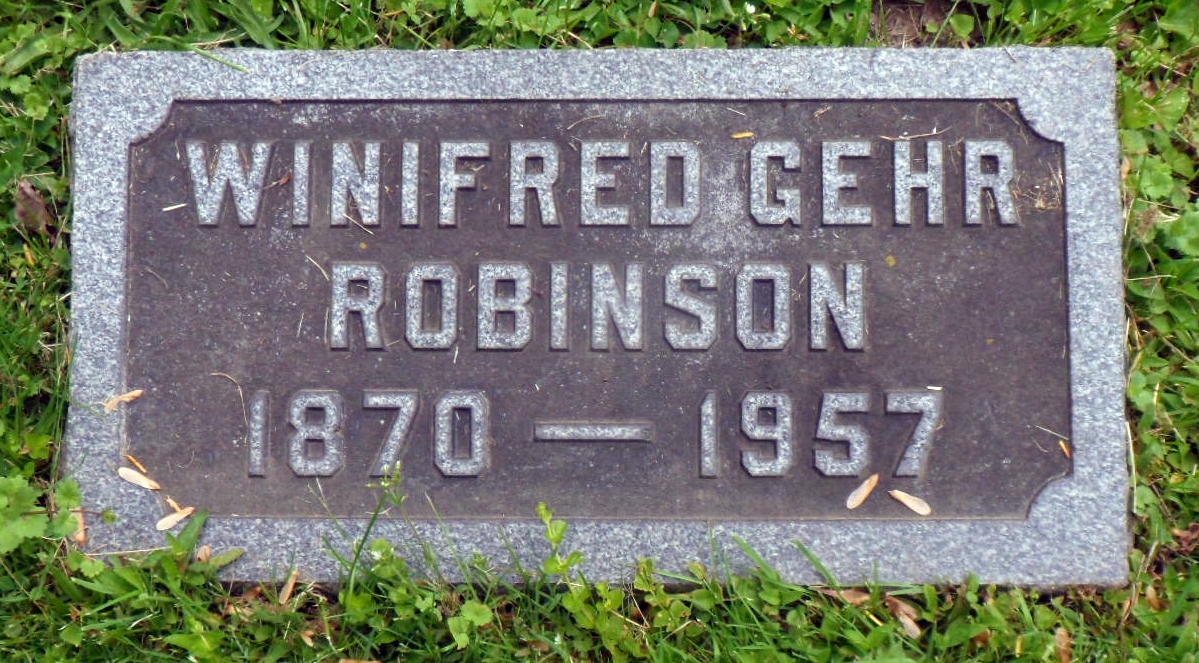 WINIFRED GEHR
ROBINSON
1870 — 1957